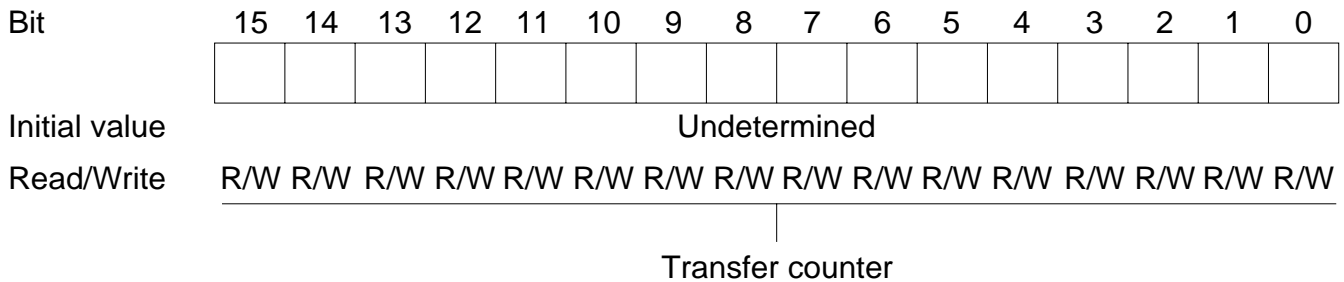 Bit 15 14 13 12 11 10 9 8 7 6 5 4 3 2 1 0
Initial value Undetermined
Read/Write R/W R/W R/W R/W R/W R/W R/W R/W R/W R/W R/W R/W R/W R/W R/W R/W
Transfer counter